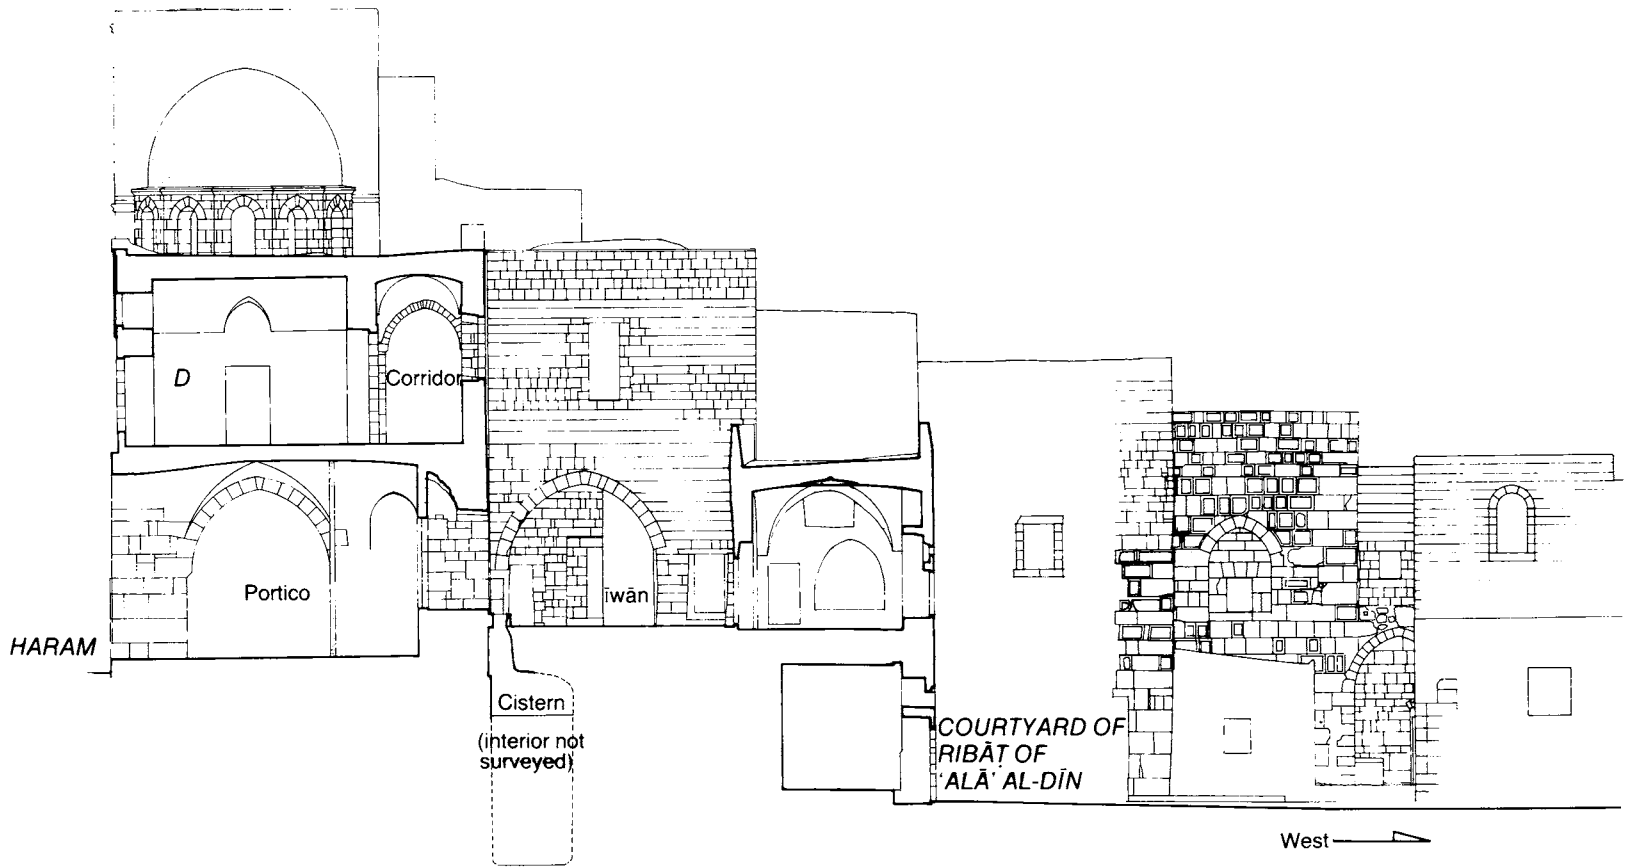 D
Corridor
Portico
īwān
HARAM
Cistern
(interior not
surveyed)
COURTYARD OF
RIBĀṬ OF
‘ALĀ’ AL-DĪN
West